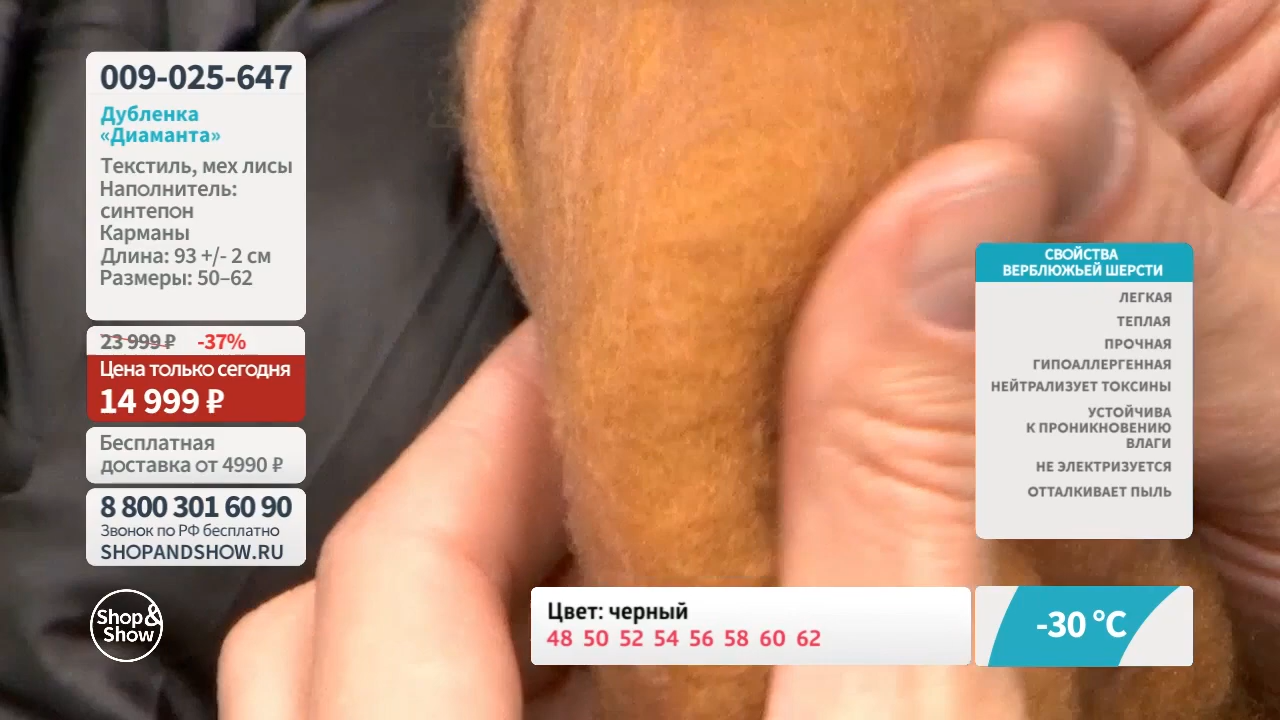 009-025-647
Дубленка
«Диаманта»
Текстиль, мех лисы
Наполнитель:
синтепон
Карманы
Длина: 93 +/- 2 см
Размеры: 50–62
23 999 ₽ -37%
Цена только сегодня
14 999 ₽
Бесплатная
доставка от 4990 ₽
8 800 301 60 90
Звонок по РФ бесплатно
SHOPANDSHOW.RU
Shop&
Show
СВОЙСТВА
ВЕРБЛЮЖЬЕЙ ШЕРСТИ
ЛЕГКАЯ
ТЕПЛАЯ
ПРОЧНАЯ
ГИПОАЛЛЕРГЕННАЯ
НЕЙТРАЛИЗУЕТ ТОКСИНЫ
УСТОЙЧИВА
К ПРОНИКНОВЕНИЮ
ВЛАГИ
НЕ ЭЛЕКТРИЗУЕТСЯ
ОТТАЛКИВАЕТ ПЫЛЬ
Цвет: черный
48 50 52 54 56 58 60 62
-30 °C